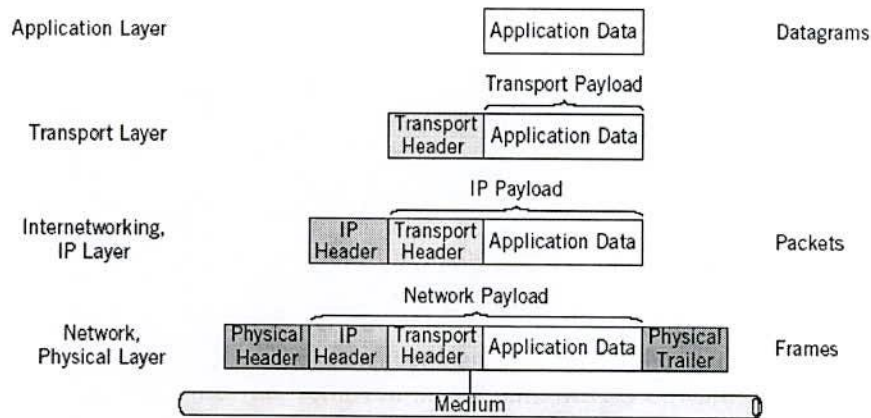 Application Layer
Application Data
Datagrams
Transport Payload
Transport Layer
Transport
Header
Application Data
IP Payload
Internetworking,
IP Layer
IP
Header
Transport
Header
Application Data
Packets
Network Payload
Network,
Physical Layer
Physical
Header
IP
Header
Transport
Header
Application Data
Physical
Trailer
Frames
Medium